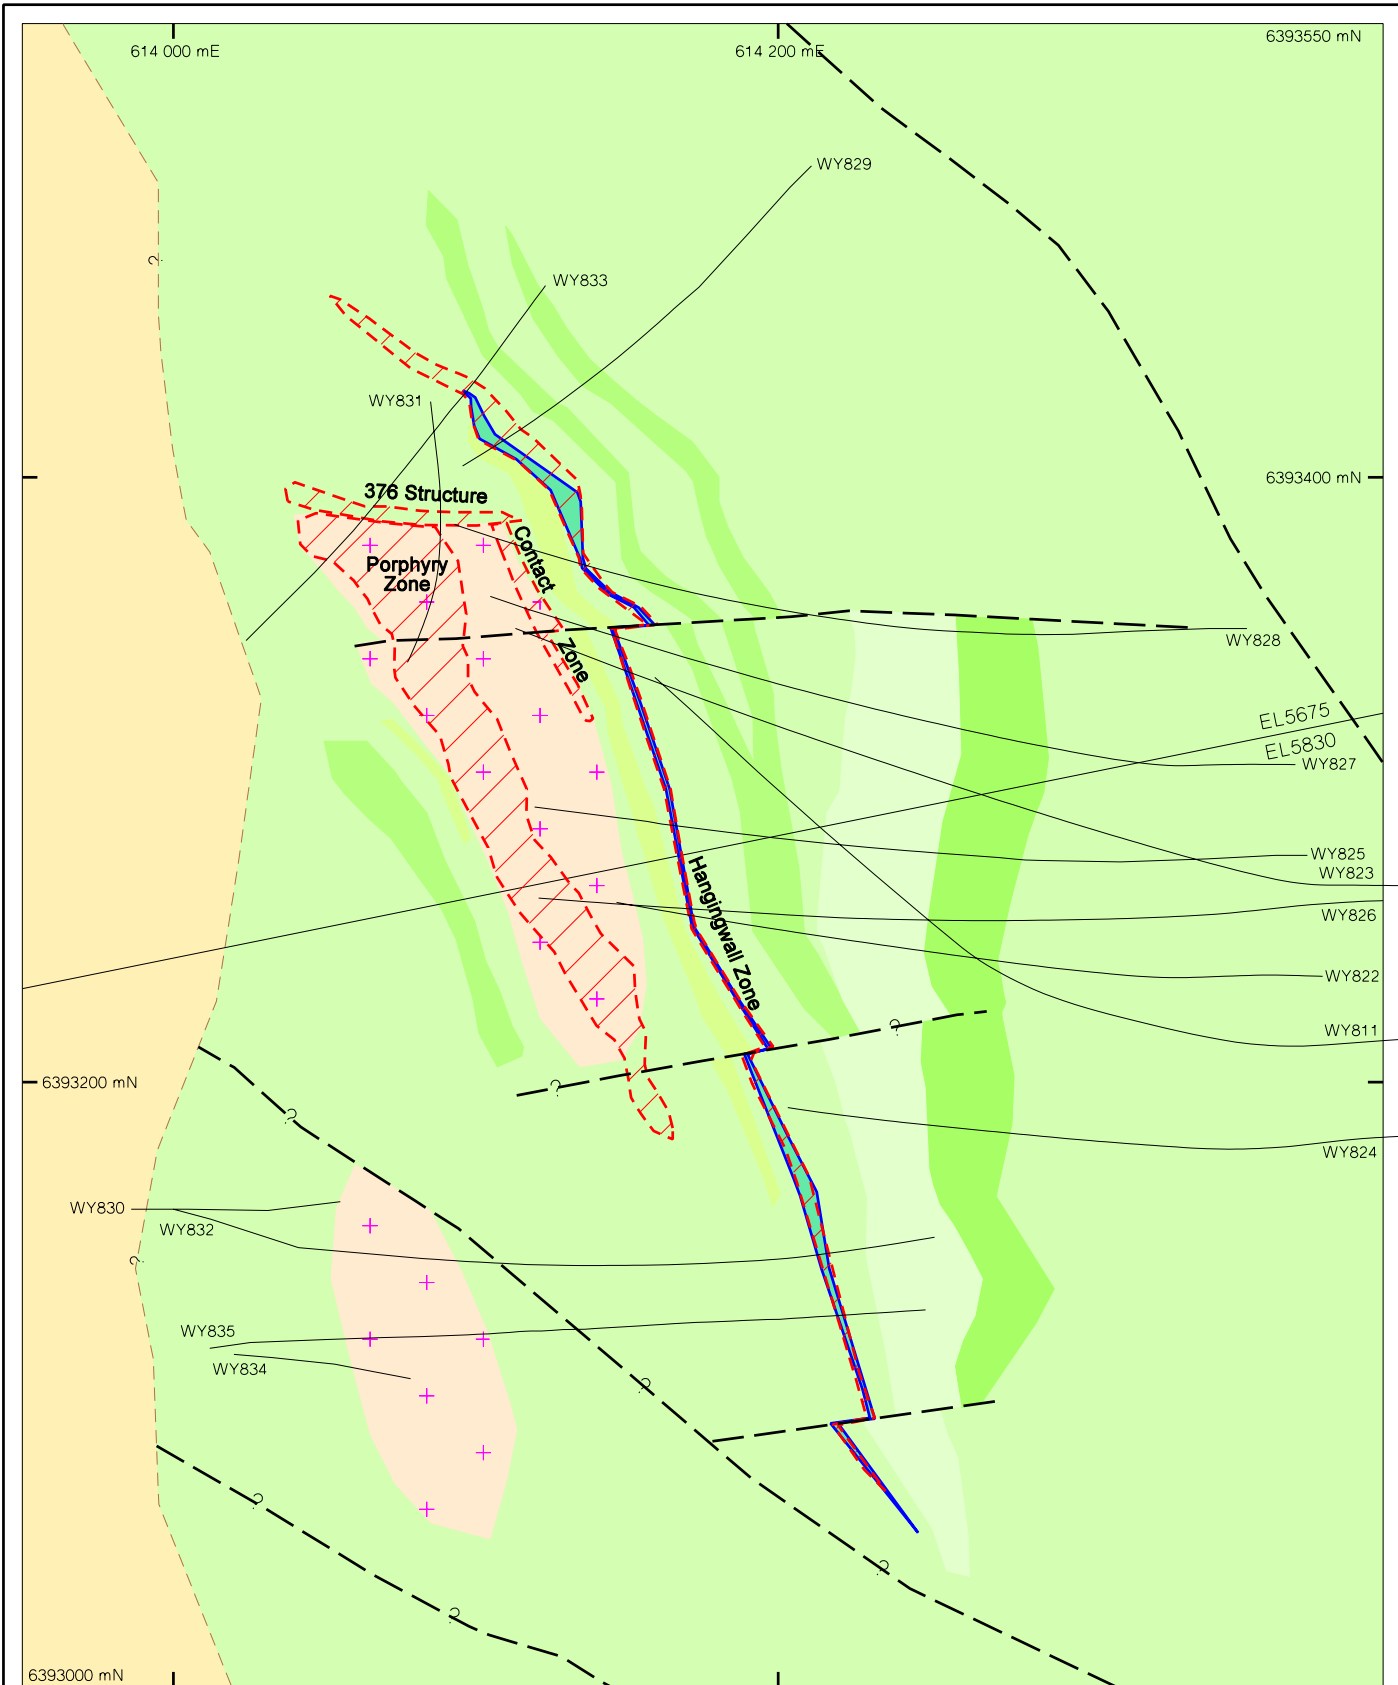 614 000 mE
614 200 mE
6393550 mN
WY829
?
WY833
WY831
6393400 mN
376 Structure
Contact
Porphyry
Zone
WY828
Zone
EL5675
EL5830
WY827
WY825
WY823
Hangingwall Zone
WY826
WY822
?
WY811
6393200 mN
?
?
WY824
WY830
WY832
?
WY835
WY834
?
?
?
?
6393000 mN